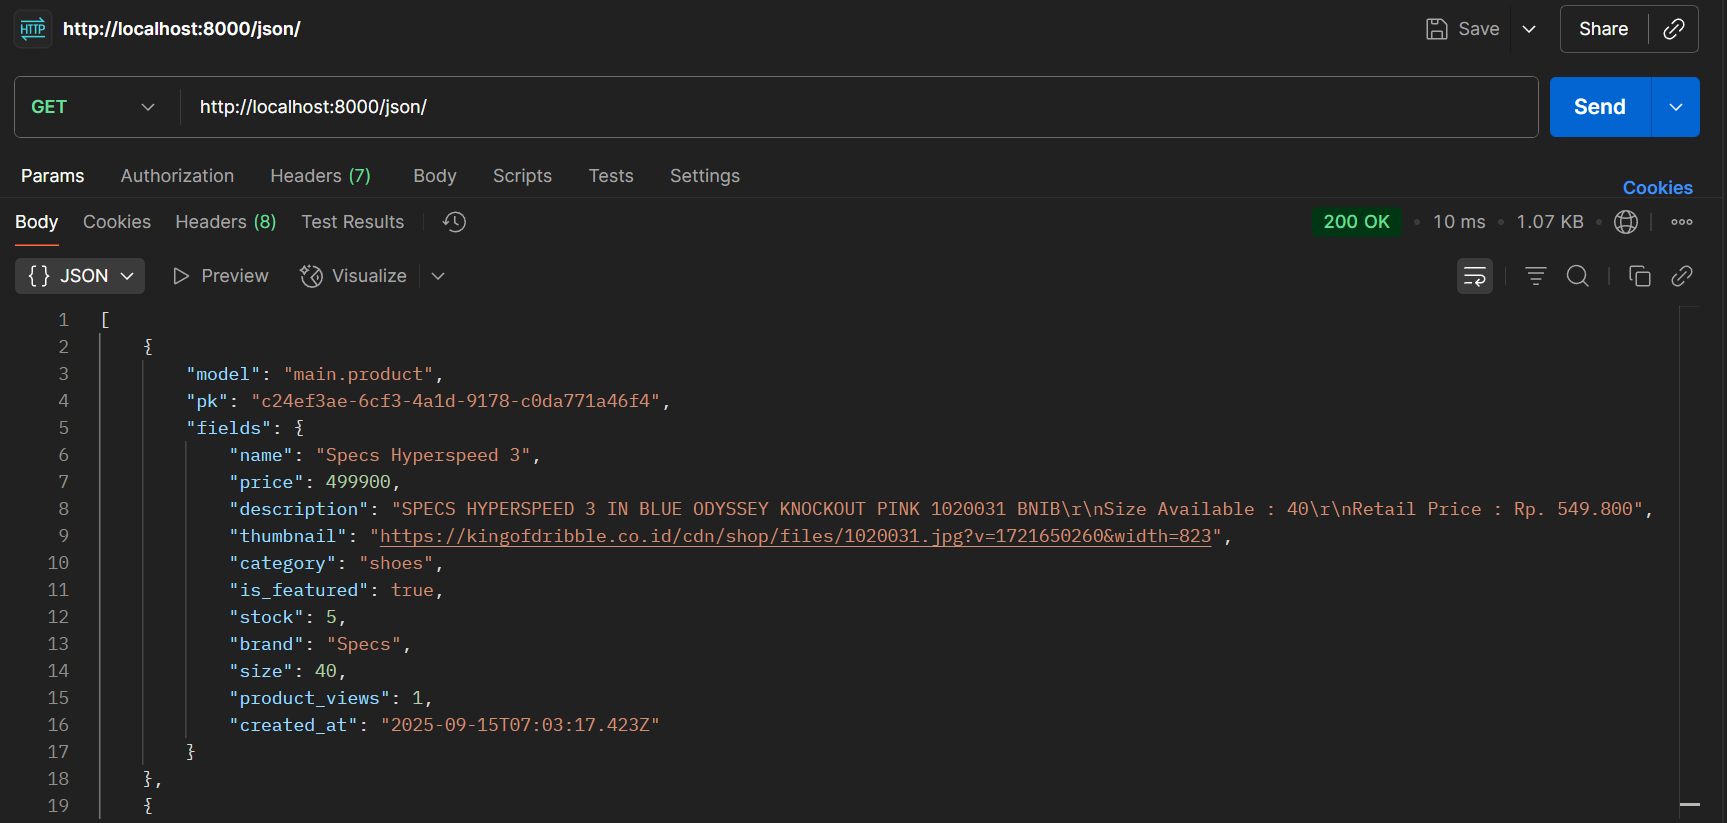 HTTP http://localhost:8000/json/ Save Share
GET http://localhost:8000/json/ Send
Params Authorization Headers (7) Body Scripts Tests Settings Cookies
Body Cookies Headers (8) Test Results 200 OK • 10 ms • 1.07 KB •
{} JSON Preview Visualize
1 [
2 {
3 "model": "main.product",
4 "pk": "c24ef3ae-6cf3-4a1d-9178-c0da771a46f4",
5 "fields": {
6 "name": "Specs Hyperspeed 3",
7 "price": 499900,
8 "description": "SPECS HYPERSPEED 3 IN BLUE ODYSSEY KNOCKOUT PINK 1020031 BNIB\r\nSize Available : 40\r\nRetail Price : Rp. 549.800",
9 "thumbnail": "https://kingofdribble.co.id/cdn/shop/files/1020031.jpg?v=1721650260&width=823",
10 "category": "shoes",
11 "is_featured": true,
12 "stock": 5,
13 "brand": "Specs",
14 "size": 40,
15 "product_views": 1,
16 "created_at": "2025-09-15T07:03:17.423Z"
17 }
18 },
19 {